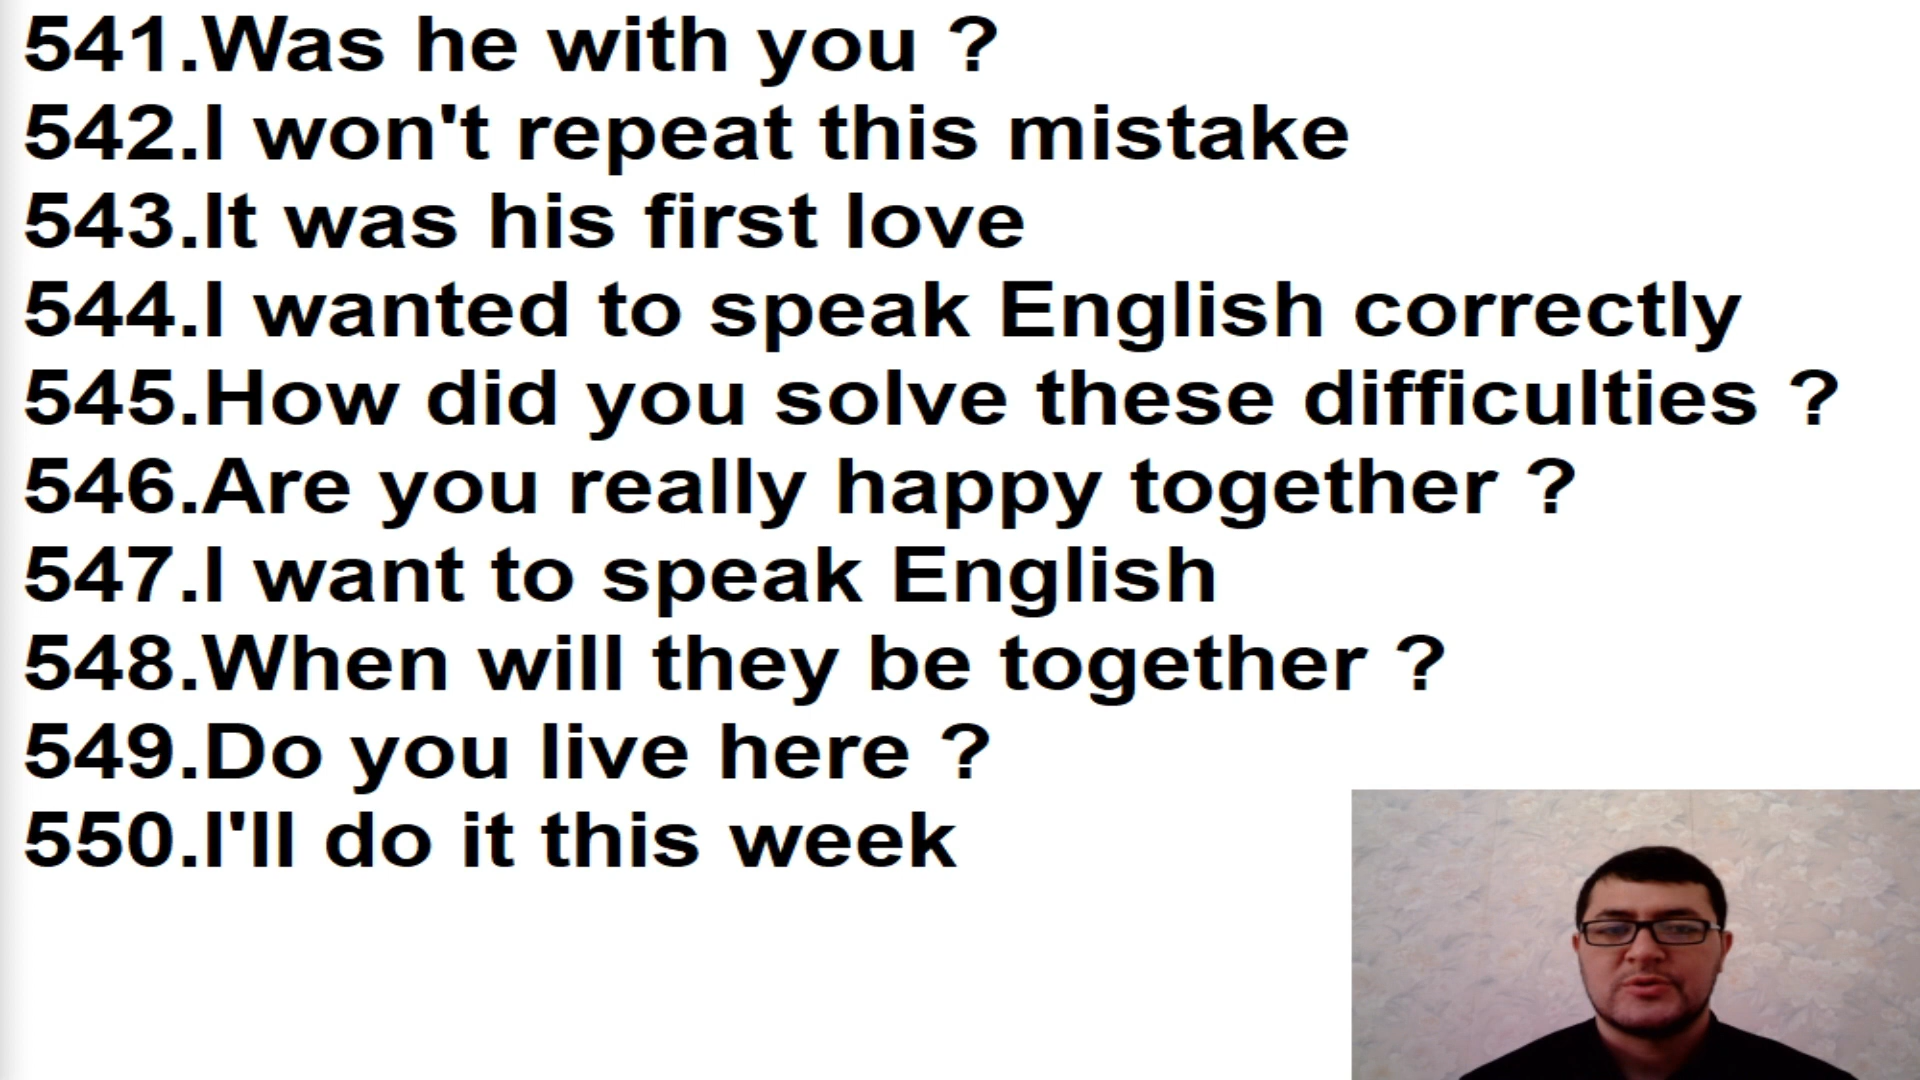 541.Was he with you ?
542.I won't repeat this mistake
543.It was his first love
544.I wanted to speak English correctly
545.How did you solve these difficulties ?
546.Are you really happy together ?
547.I want to speak English
548.When will they be together ?
549.Do you live here ?
550.I'll do it this week